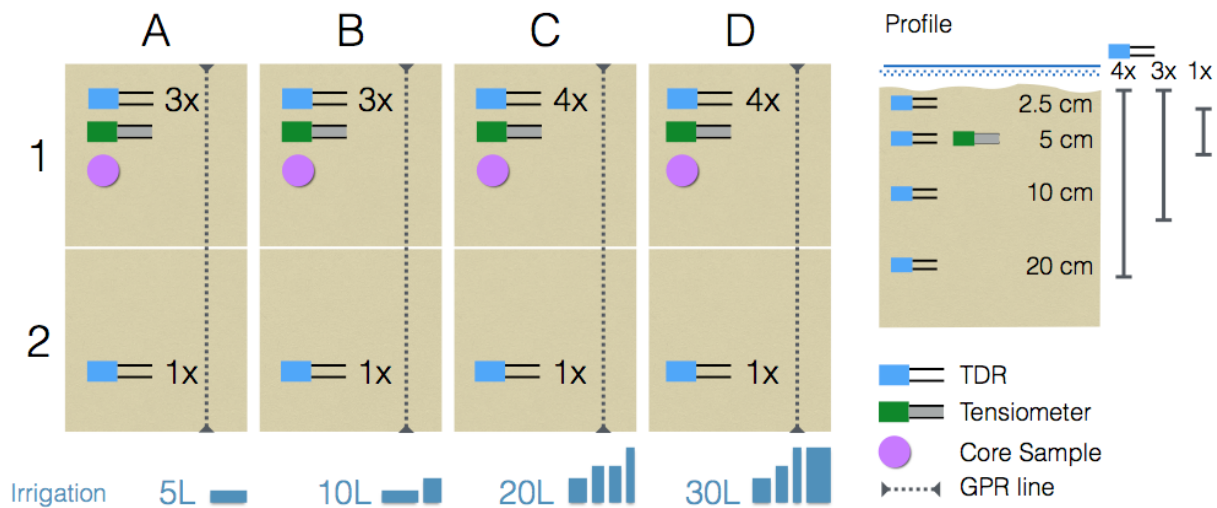 A B C D
1
3x 3x 4x 4x
2
1x 1x 1x 1x
Irrigation 5L 10L 20L 30L
Profile
4x 3x 1x
2.5 cm
5 cm
10 cm
20 cm
TDR
Tensiometer
Core Sample
GPR line